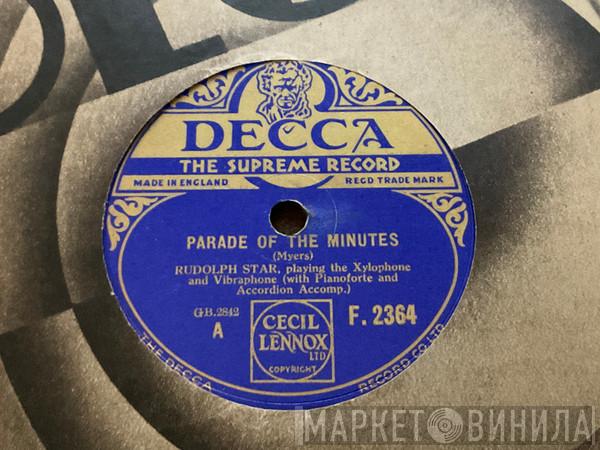 DECCA
THE SUPREME RECORD
MADE IN ENGLAND
REGD TRADE MARK
PARADE OF THE MINUTES
(Myers)
RUDOLPH STAR, playing the Xylophone
and Vibraphone (with Pianoforte and
Accordion Accomp.)
GB.2842
A
CECIL
LENNOX
LTD
COPYRIGHT
F. 2364
THE DECCA
RECORD CO LTD
МАРКЕТ ВИНИЛА